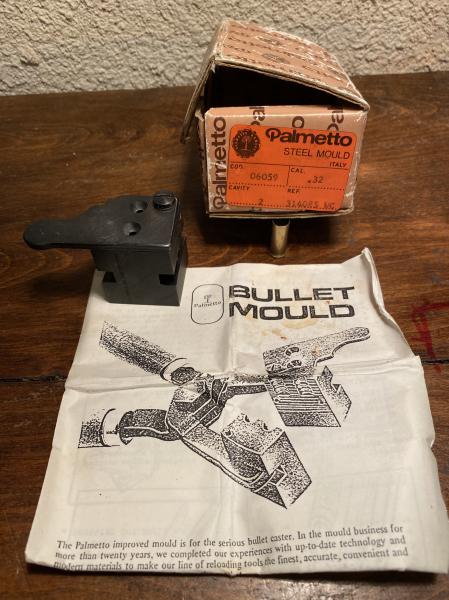 Palmetto
Palmetto
Palmetto
STEEL MOULD
ITALY
COD.
06059
CAL.
.32
CAVITY
2
REF.
314085 WC
Palmetto
BULLET
MOULD
The Palmetto improved mould is for the serious bullet caster. In the mould business for
more than twenty years, we completed our experiences with up-to-date technology and
modern materials to make our line of reloading tools the finest, accurate, convenient and